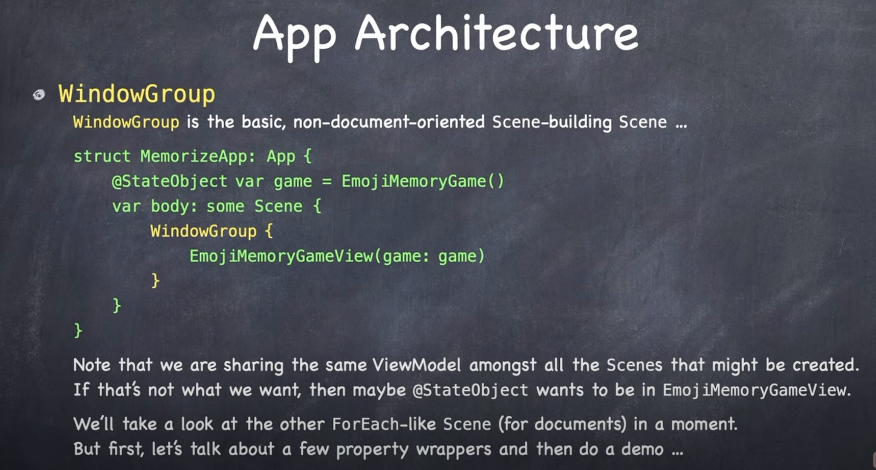 App Architecture
WindowGroup
WindowGroup is the basic, non-document-oriented Scene-building Scene ...
struct MemorizeApp: App {
@StateObject var game = EmojiMemoryGame()
var body: some Scene {
WindowGroup {
EmojiMemoryGameView(game: game)
}
}
}
Note that we are sharing the same ViewModel amongst all the Scenes that might be created.
If that's not what we want, then maybe @StateObject wants to be in EmojiMemoryGameView.
We'll take a look at the other ForEach-like Scene (for documents) in a moment.
But first, let's talk about a few property wrappers and then do a demo ...